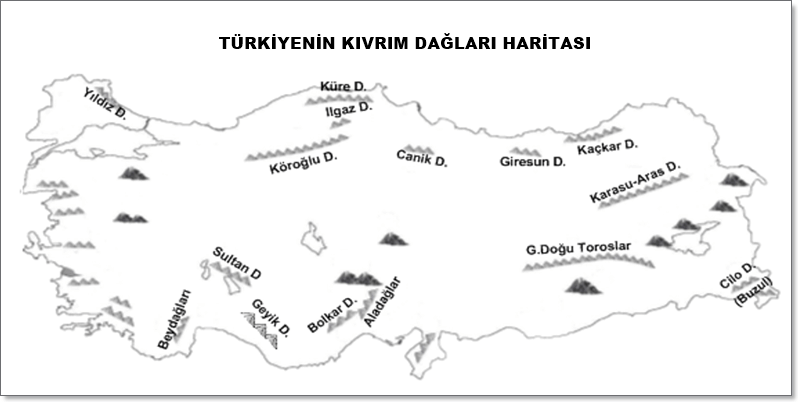 TÜRKİYENİN KIVRIM DAĞLARI HARİTASI
Yıldız D.
Küre D.
Ilgaz D.
Köroğlu D.
Canik D.
Giresun D.
Kaçkar D.
Karasu-Aras D.
G.Doğu Toroslar
Cilo D.
(Buzul)
Sultan D
Geyik D.
Beydağları
Bolkar D.
Aladağlar